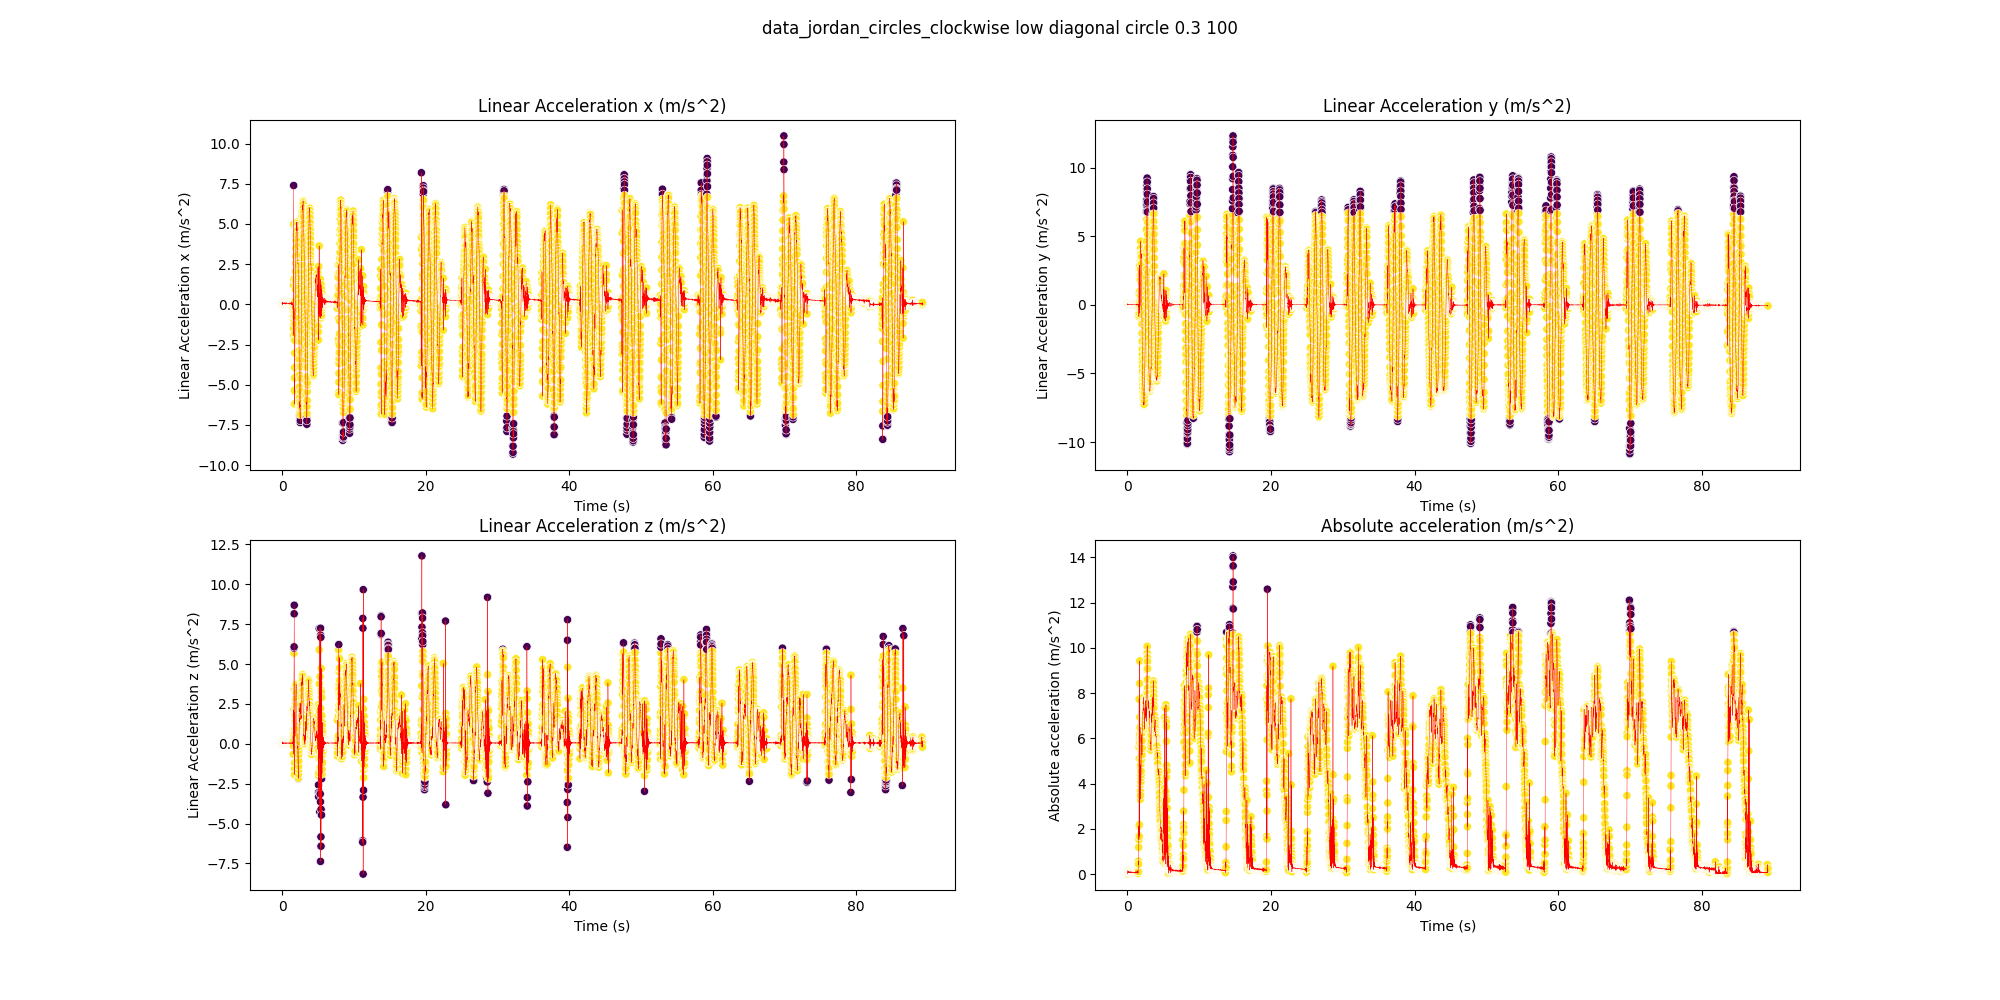 data_jordan_circles_clockwise low diagonal circle 0.3 100
Linear Acceleration x (m/s^2)
Linear Acceleration x (m/s^2)
10.0
7.5
5.0
2.5
0.0
−2.5
−5.0
−7.5
−10.0
0 20 40 60 80
Time (s)
Linear Acceleration y (m/s^2)
Linear Acceleration y (m/s^2)
10
5
0
−5
−10
0 20 40 60 80
Time (s)
Linear Acceleration z (m/s^2)
Linear Acceleration z (m/s^2)
12.5
10.0
7.5
5.0
2.5
0.0
−2.5
−5.0
−7.5
0 20 40 60 80
Time (s)
Absolute acceleration (m/s^2)
Absolute acceleration (m/s^2)
14
12
10
8
6
4
2
0
0 20 40 60 80
Time (s)